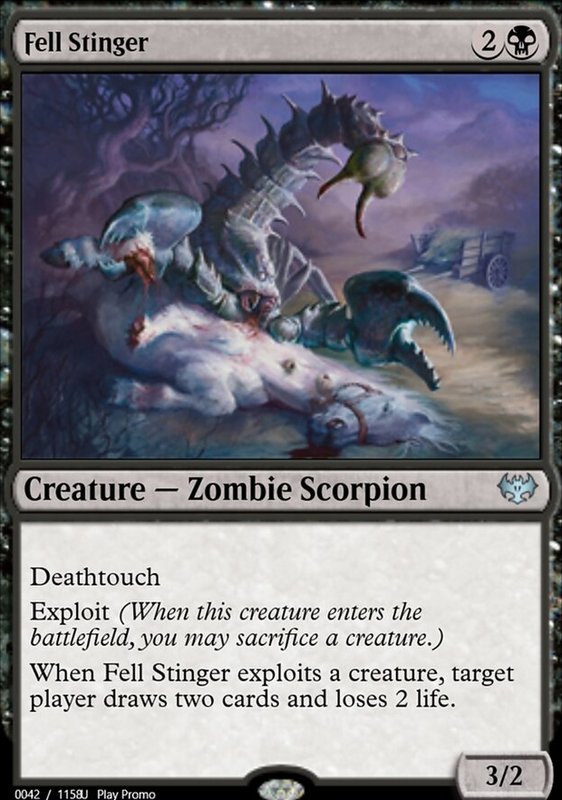 Fell Stinger 2
Creature — Zombie Scorpion
Deathtouch
Exploit (When this creature enters the
battlefield, you may sacrifice a creature.)
When Fell Stinger exploits a creature, target
player draws two cards and loses 2 life.
3/2
0042 / 1158U Play Promo